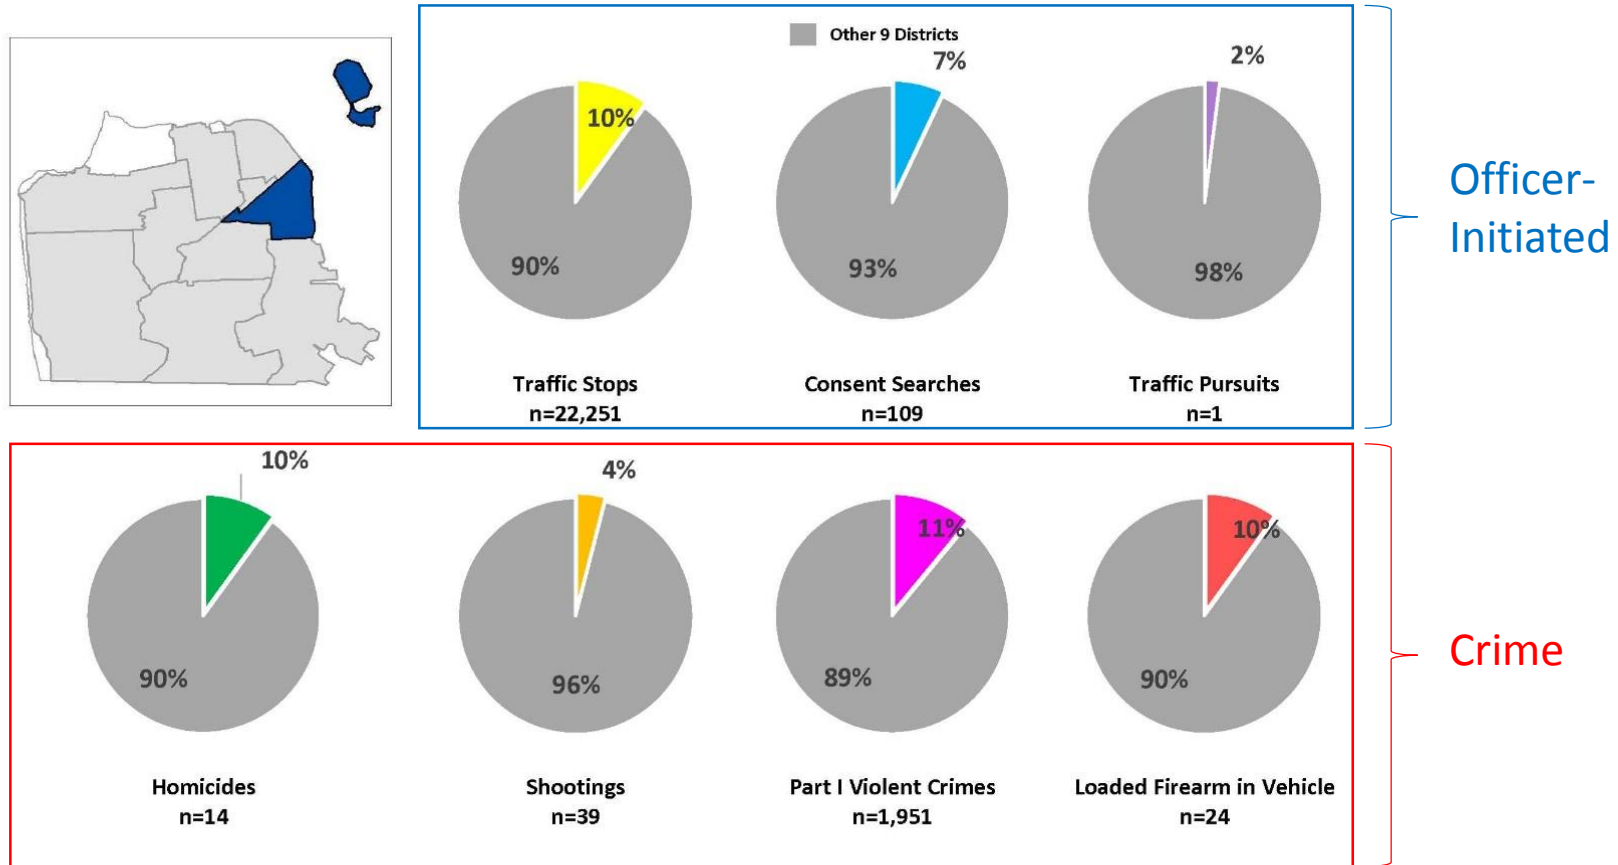 Other 9 Districts
10%
90%
7%
93%
2%
98%
Traffic Stops
n=22,251
Consent Searches
n=109
Traffic Pursuits
n=1
Officer-
Initiated
10%
90%
4%
96%
11%
89%
10%
90%
Homicides
n=14
Shootings
n=39
Part I Violent Crimes
n=1,951
Loaded Firearm in Vehicle
n=24
Crime